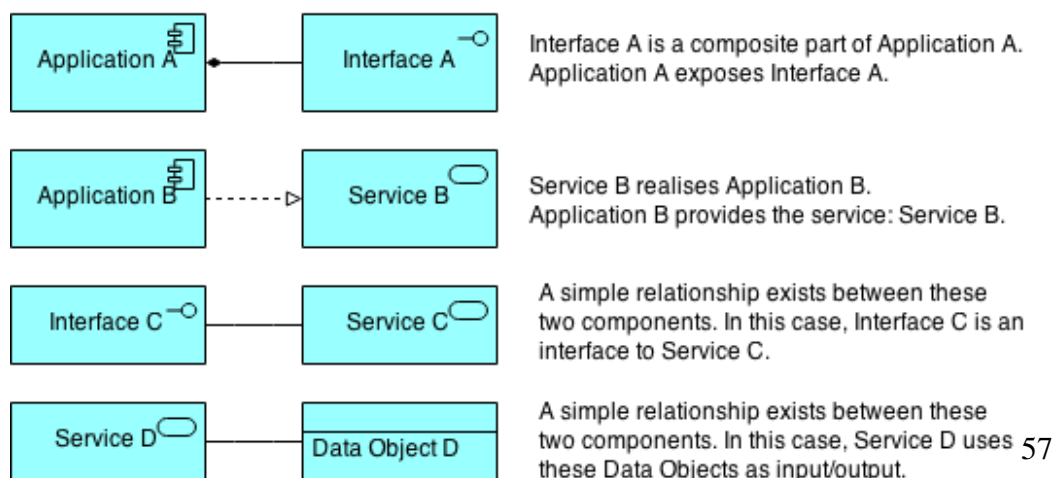 Application A
Interface A
Interface A is a composite part of Application A.
Application A exposes Interface A.
Application B
Service B
Service B realises Application B.
Application B provides the service: Service B.
Interface C
Service C
A simple relationship exists between these
two components. In this case, Interface C is an
interface to Service C.
Service D
Data Object D
A simple relationship exists between these
two components. In this case, Service D uses
these Data Objects as input/output.
57